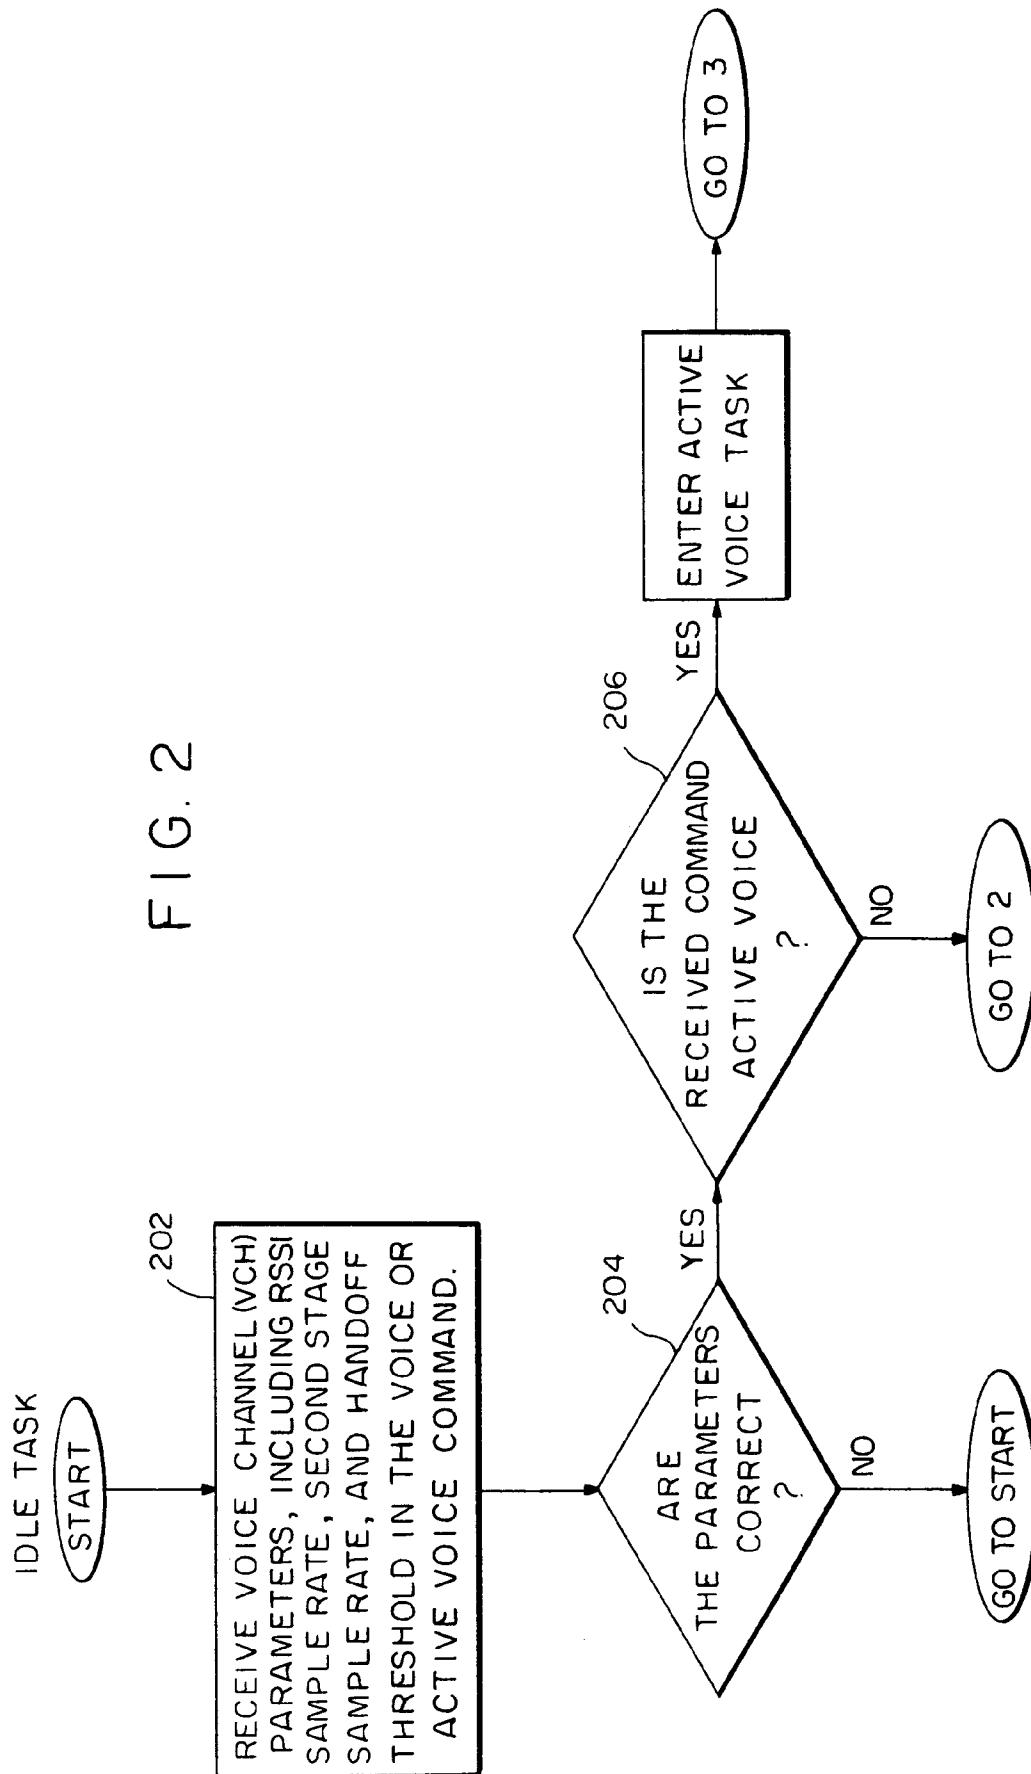 FIG. 2
IDLE TASK
START
202
RECEIVE VOICE CHANNEL (VCH)
PARAMETERS, INCLUDING RSSI
SAMPLE RATE, SECOND STAGE
SAMPLE RATE, AND HANDOFF
THRESHOLD IN THE VOICE OR
ACTIVE VOICE COMMAND.
204
ARE
THE PARAMETERS
CORRECT
?
YES
NO
GO TO START
206
IS THE
RECEIVED COMMAND
ACTIVE VOICE
?
YES
NO
GO TO 2
ENTER ACTIVE
VOICE TASK
GO TO 3